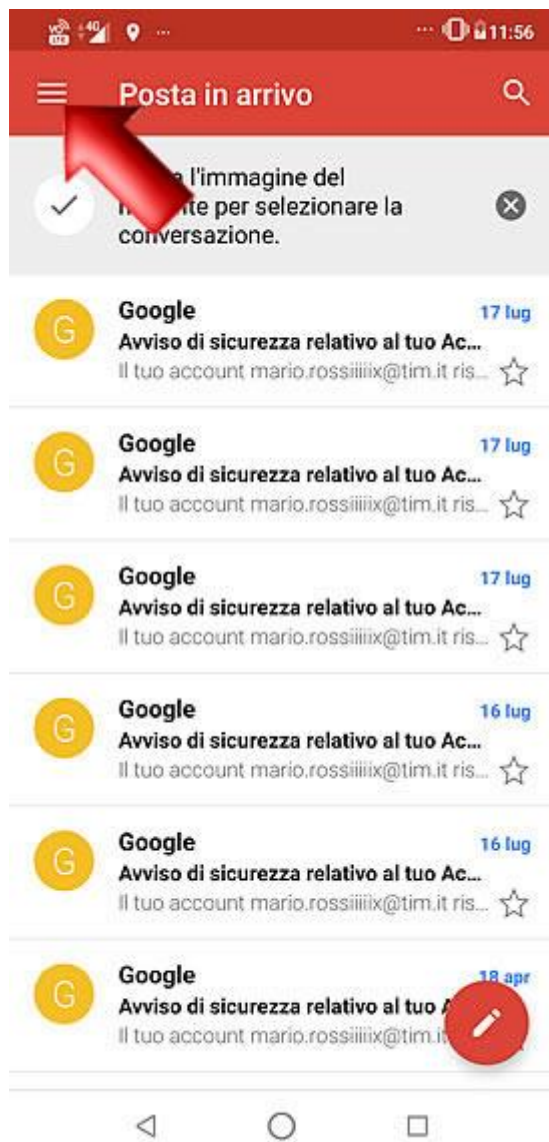 VO)) LTE 4G 11:56
Posta in arrivo
l'immagine del
per selezionare la
conversazione.
G Google 17 lug
Avviso di sicurezza relativo al tuo Ac...
Il tuo account mario.rossiiiiix@tim.it ris...
G Google 17 lug
Avviso di sicurezza relativo al tuo Ac...
Il tuo account mario.rossiiiiix@tim.it ris...
G Google 17 lug
Avviso di sicurezza relativo al tuo Ac...
Il tuo account mario.rossiiiiix@tim.it ris...
G Google 16 lug
Avviso di sicurezza relativo al tuo Ac...
Il tuo account mario.rossiiiiix@tim.it ris...
G Google 16 lug
Avviso di sicurezza relativo al tuo Ac...
Il tuo account mario.rossiiiiix@tim.it ris...
G Google 18 apr
Avviso di sicurezza relativo al tuo
Il tuo account mario.rossiiiiix@tim.it